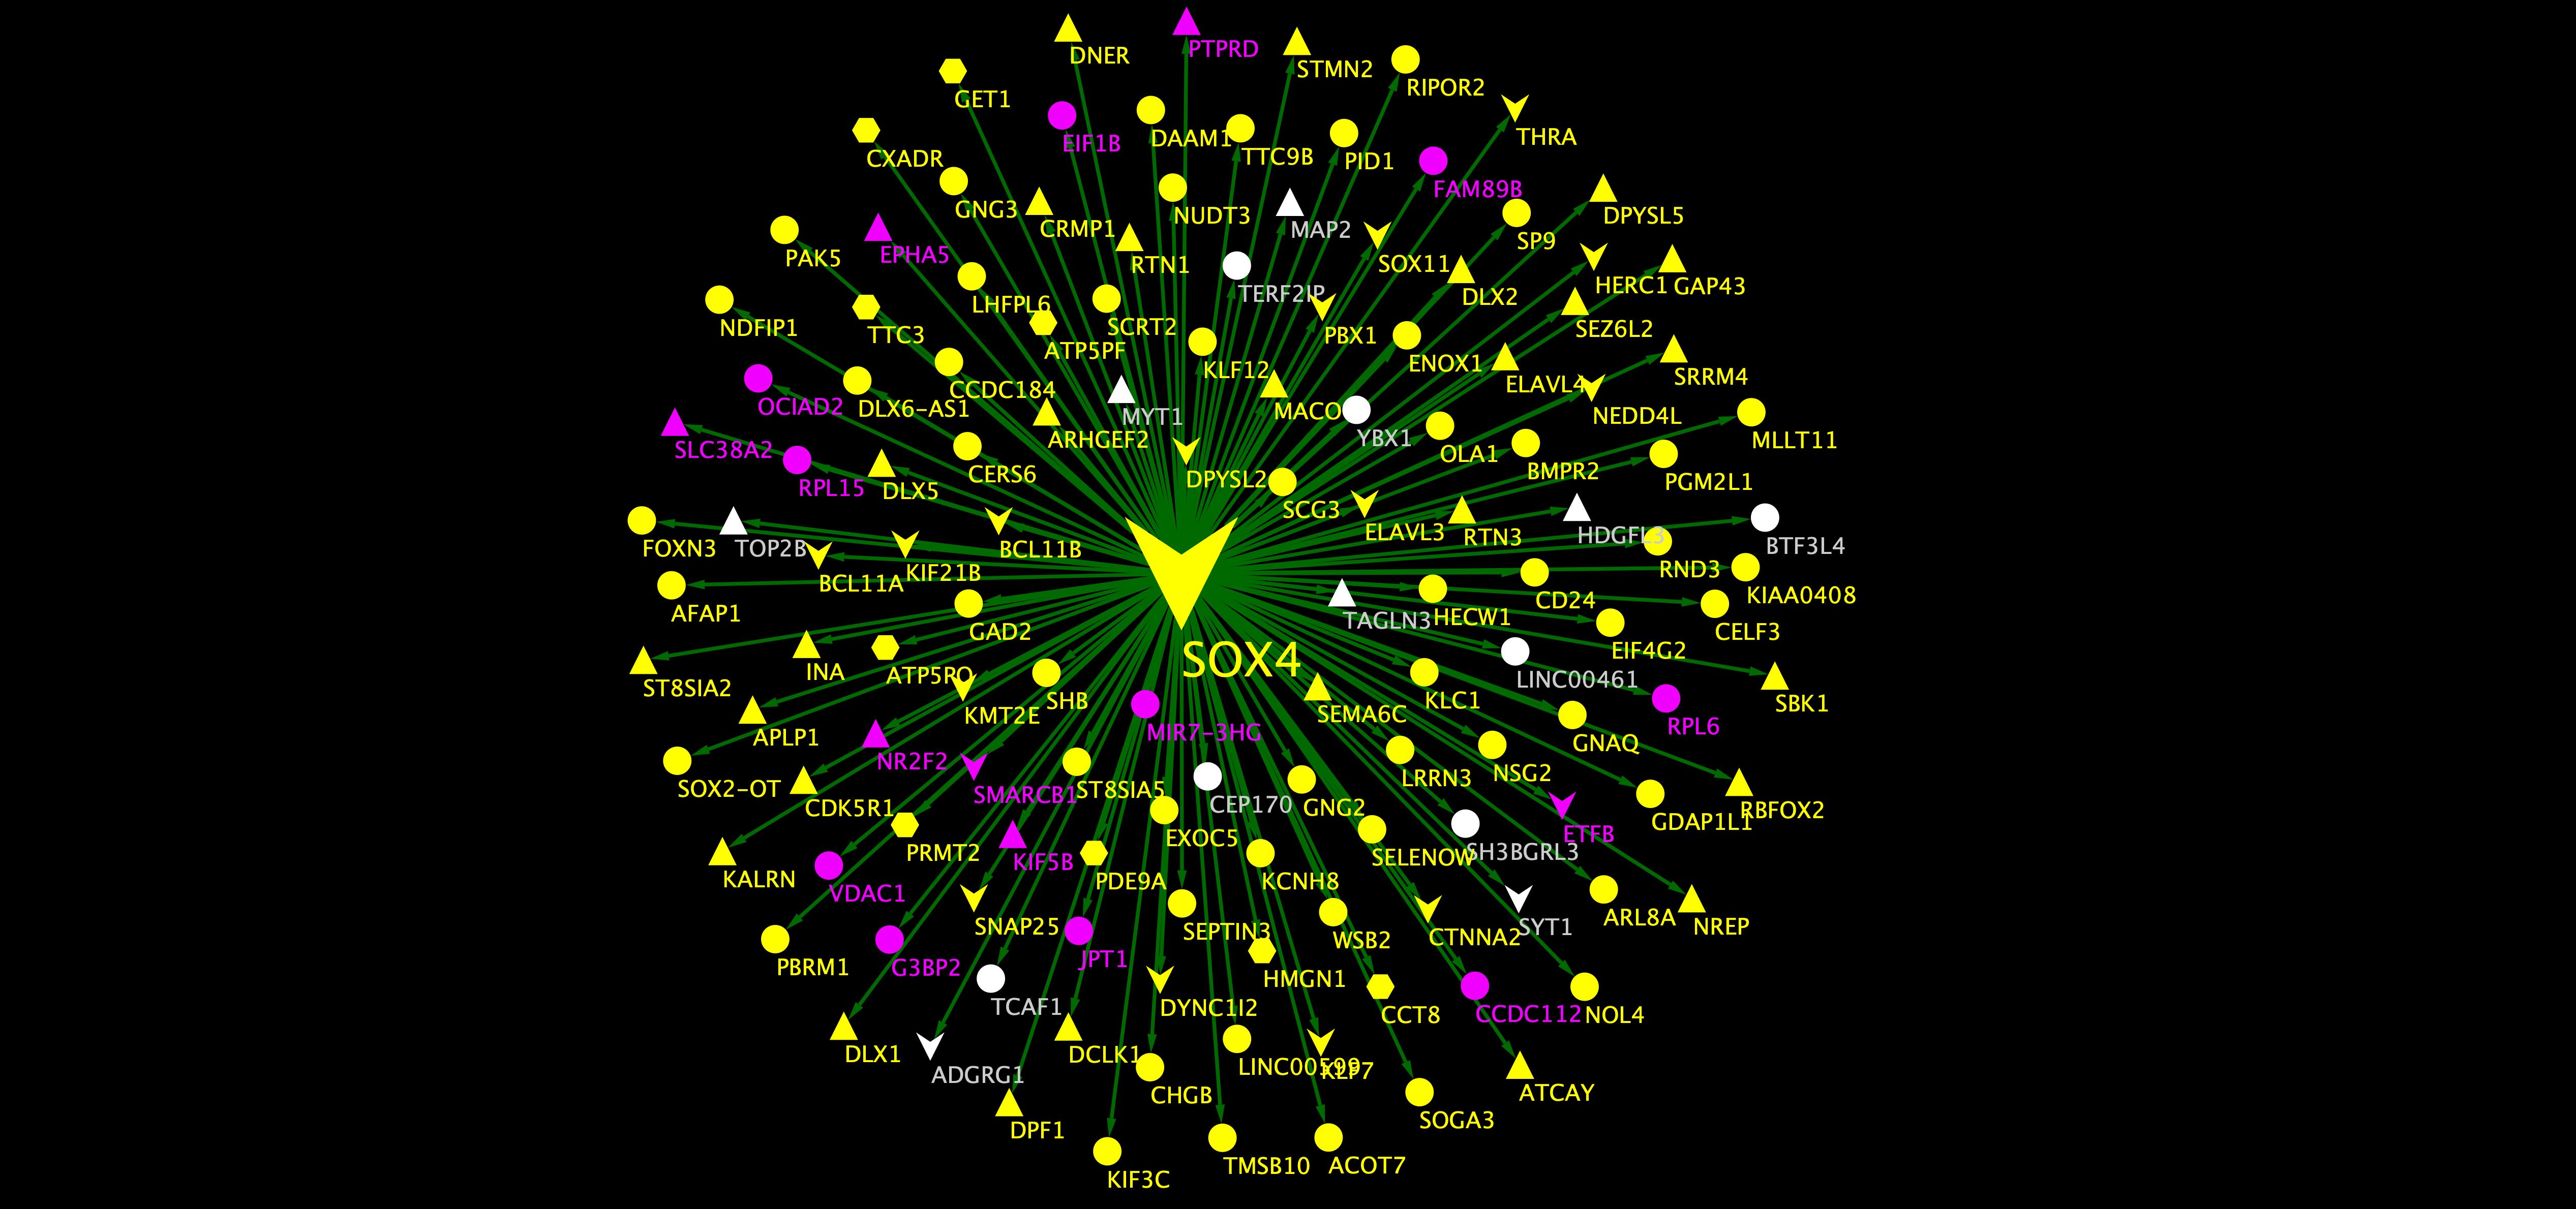 DNER
PTPRD
STMN2
RIPOR2
GET1
THRA
EIF1B
DAAM1
TTC9B
PID1
CXADR
FAM89B
GNG3
CRMP1
NUDT3
MAP2
DPYSL5
SP9
PAK5
EPHA5
RTN1
SOX11
HERC1
GAP43
TERF2IP
DLX2
LHFPL6
NDFIP1
TTC3
SCRT2
PBX1
SEZ6L2
ATP5PF
ENOX1
KLF12
SRRM4
CCDC184
ELAVL4
OCIAD2
DLX6-AS1
MYT1
MACO
NEDD4L
ARHGEF2
YBX1
MLLT11
SLC38A2
OLA1
CERS6
BMPR2
DPYSL2
PGM2L1
RPL15
DLX5
SCG3
ELAVL3
RTN3
HDGFL3
FOXN3
TOP2B
BCL11B
BTF3L4
KIF21B
RND3
BCL11A
KIAA0408
CD24
AFAP1
HECW1
TAGLN3
GAD2
CELF3
EIF4G2
SOX4
INA
ATP5PO
LINC00461
ST8SIA2
SHB
KLC1
SBK1
KMT2E
SEMA6C
RPL6
APLP1
MIR7-3HG
GNAQ
NR2F2
NSG2
LRRN3
SOX2-OT
ST8SIA5
SMARCB1
CEP170
GNG2
CDK5R1
RBFOX2
GDAP1L1
ETFB
EXOC5
PRMT2
SH3BGRL3
SELENOW
KIF5B
KALRN
PDE9A
KCNH8
VDAC1
ARL8A
SNAP25
NREP
SYT1
SEPTIN3
CTNNA2
WSB2
JPT1
PBRM1
G3BP2
HMGN1
TCAF1
DYNC1I2
CCT8
CCDC112
NOL4
DLX1
DCLK1
LINC00599
KLF7
ADGRG1
ATCAY
CHGB
SOGA3
DPF1
TMSB10
ACOT7
KIF3C